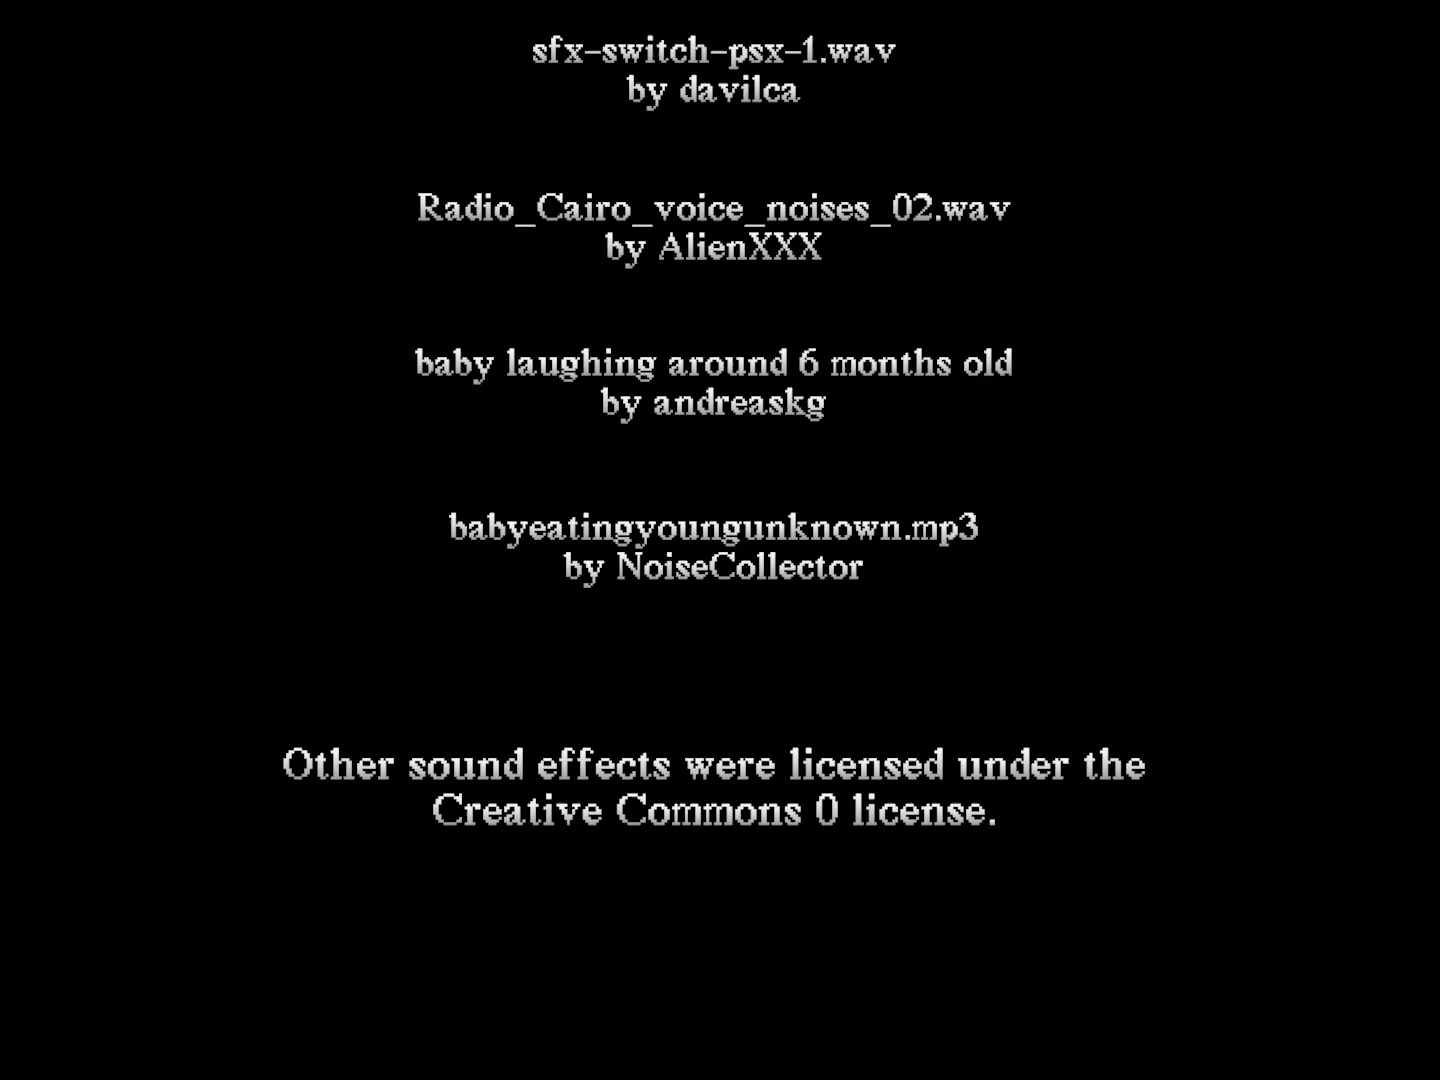 sfx-switch-psx-1.wav
by davilca
Radio_Cairo_voice_noises_02.wav
by AlienXXX
baby laughing around 6 months old
by andreaskg
babyeatingyoungunknown.mp3
by NoiseCollector
Other sound effects were licensed under the
Creative Commons 0 license.